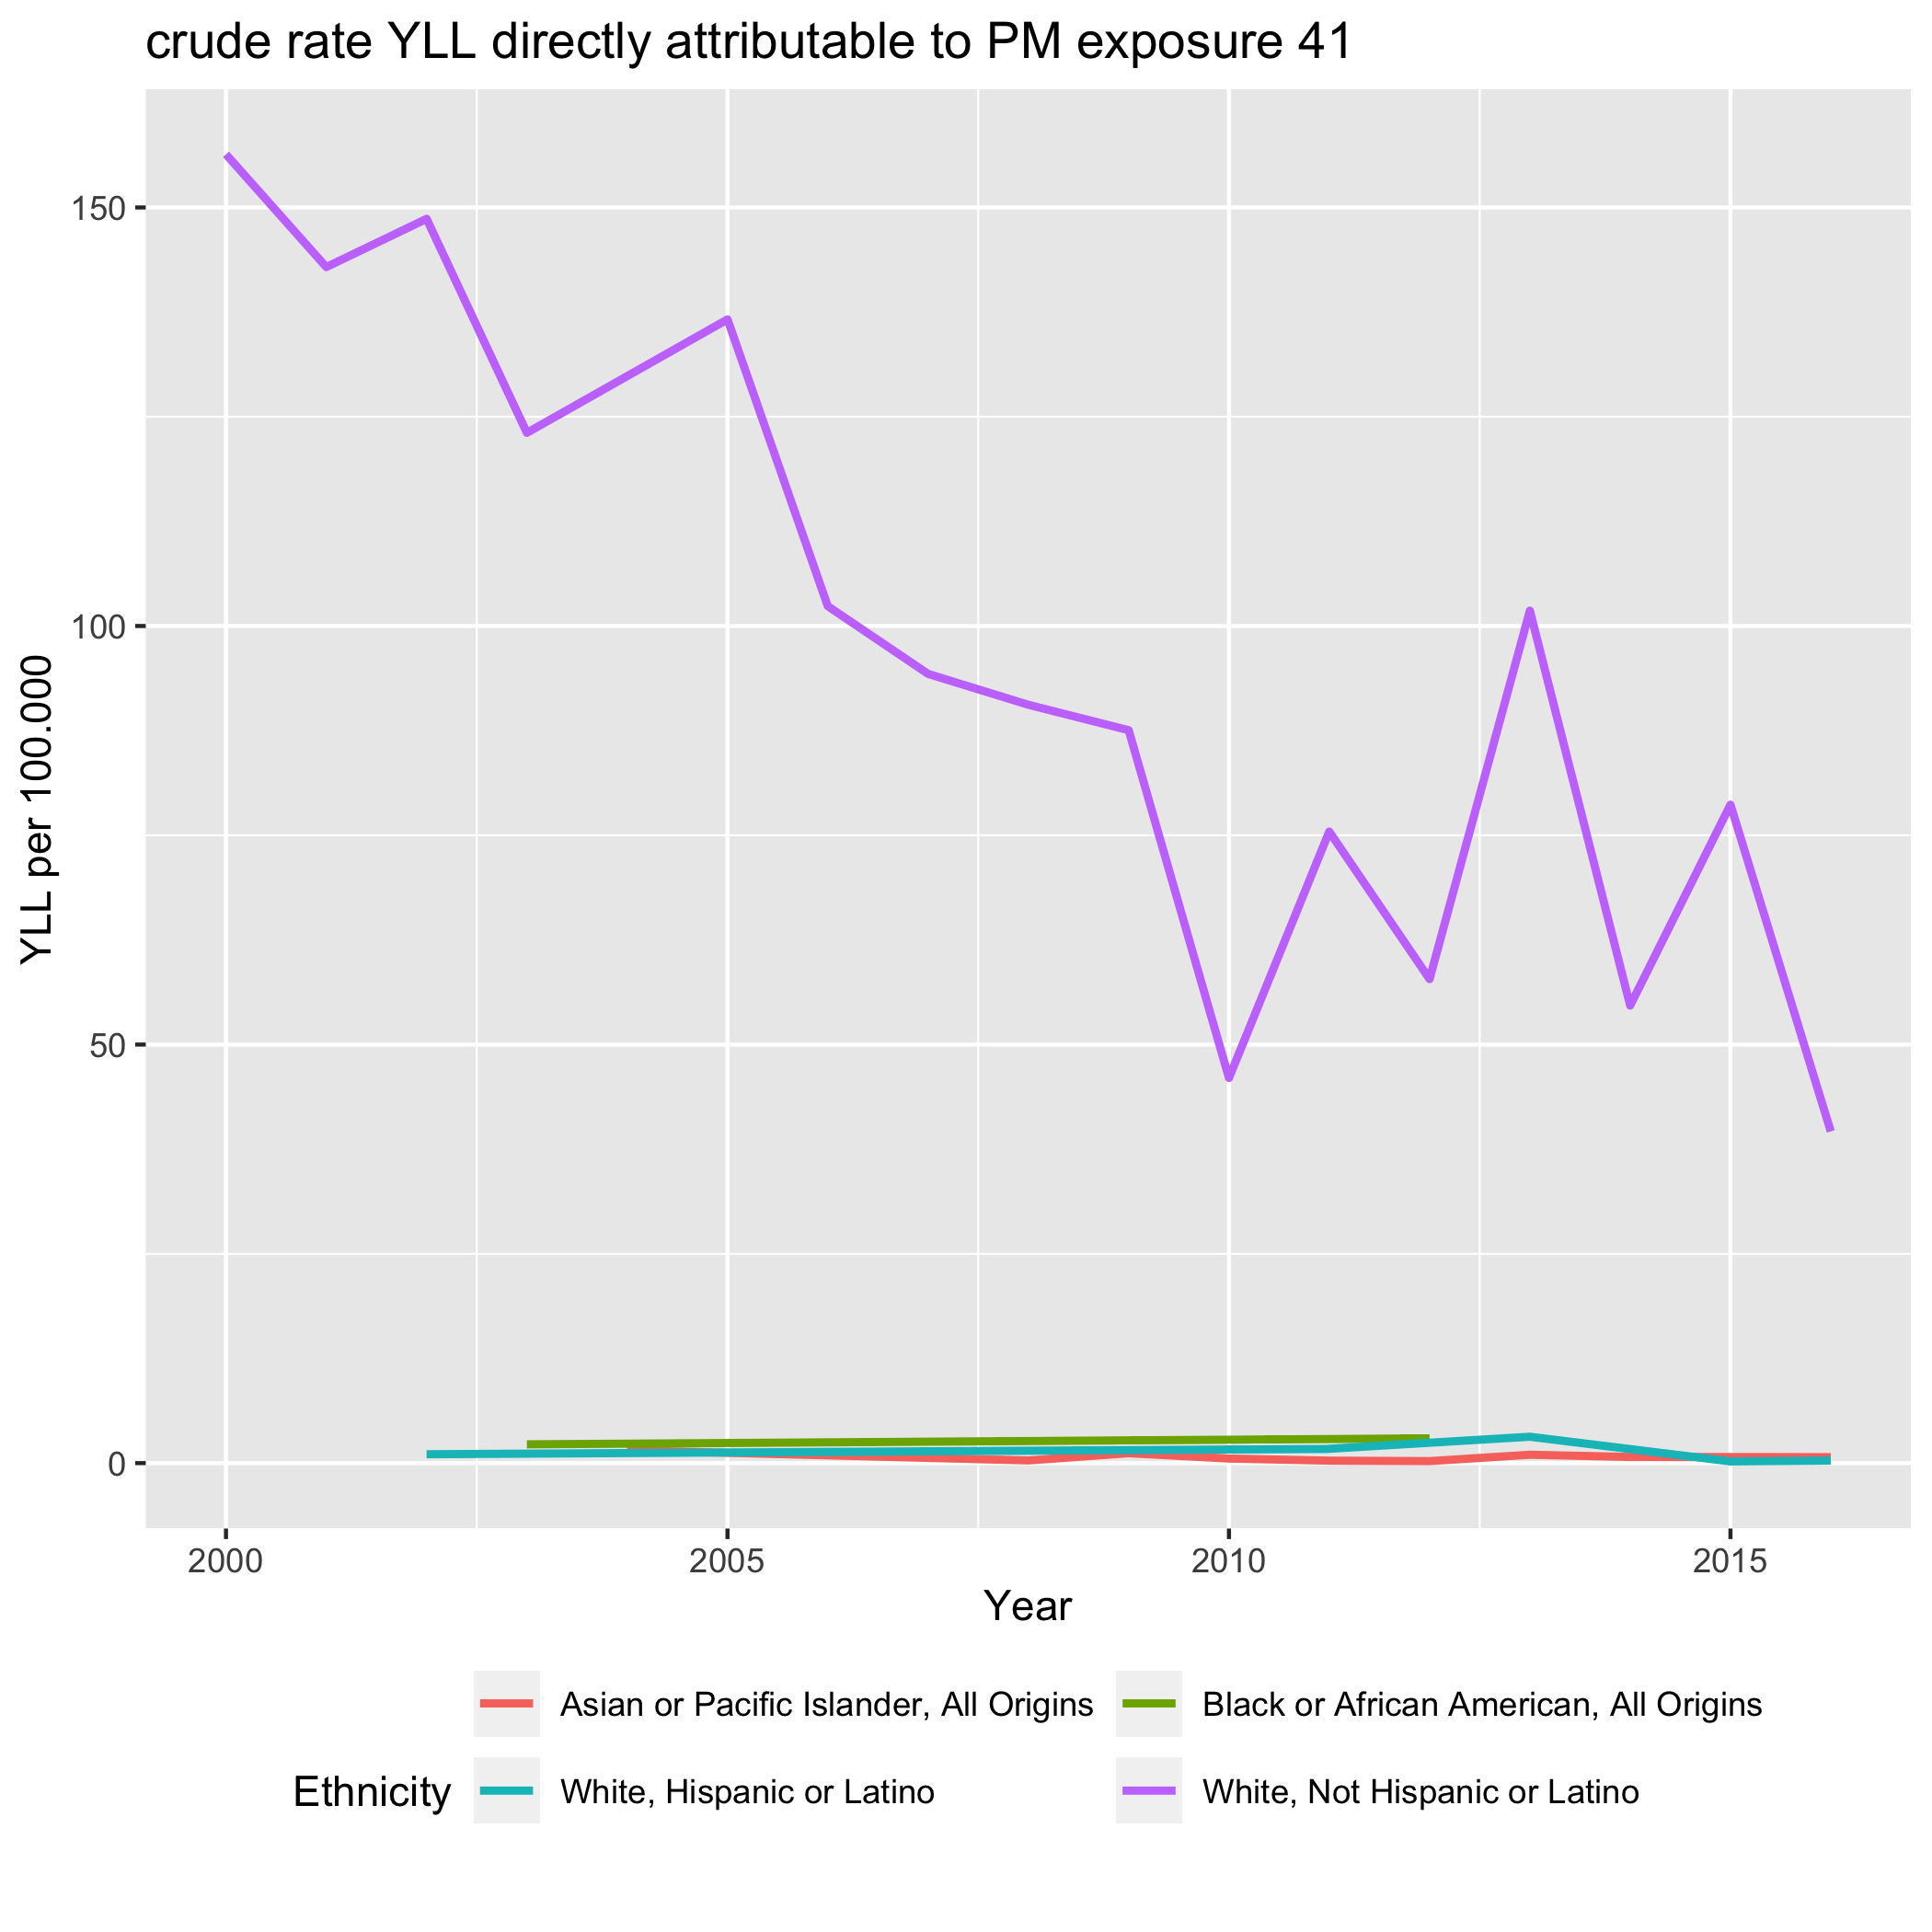 crude rate YLL directly attributable to PM exposure 41
YLL per 100.000
150
100
50
0
2000 2005 2010 2015
Year
Ethnicity
Asian or Pacific Islander, All Origins
Black or African American, All Origins
White, Hispanic or Latino
White, Not Hispanic or Latino